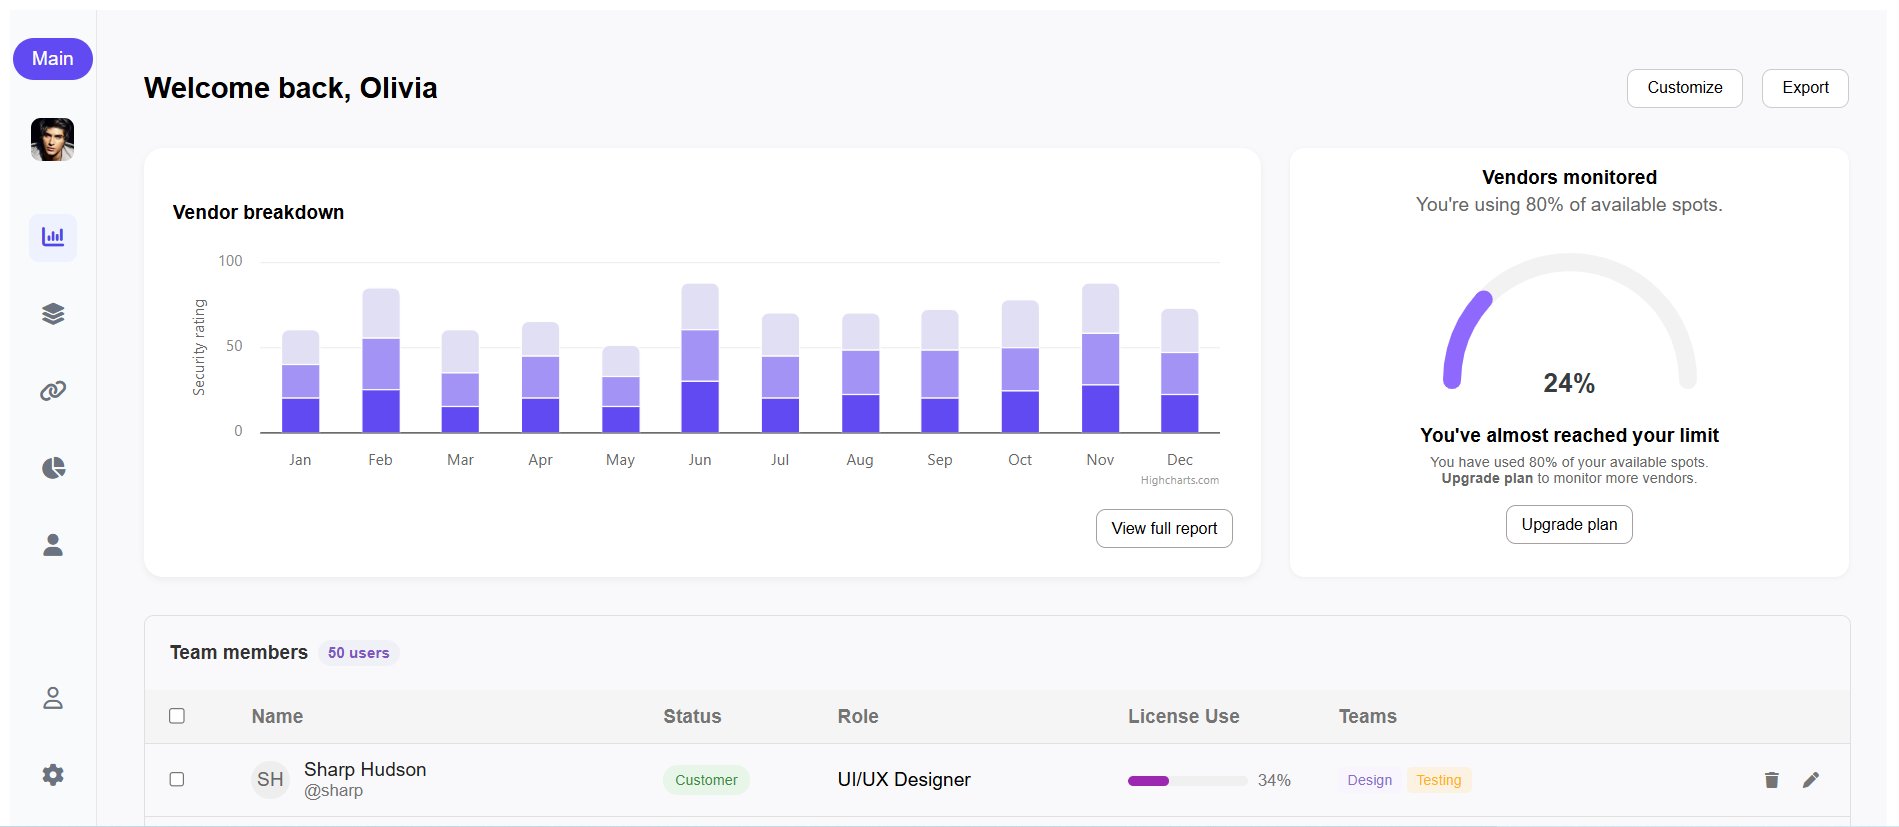 Main
Welcome back, Olivia
Customize
Export
Vendor breakdown
Security rating
100
50
0
Jan Feb Mar Apr May Jun Jul Aug Sep Oct Nov Dec
Highcharts.com
View full report
Vendors monitored
You're using 80% of available spots.
24%
You've almost reached your limit
You have used 80% of your available spots.
Upgrade plan to monitor more vendors.
Upgrade plan
Team members 50 users
Name Status Role License Use Teams
SH Sharp Hudson
@sharp
Customer
UI/UX Designer
34%
Design
Testing